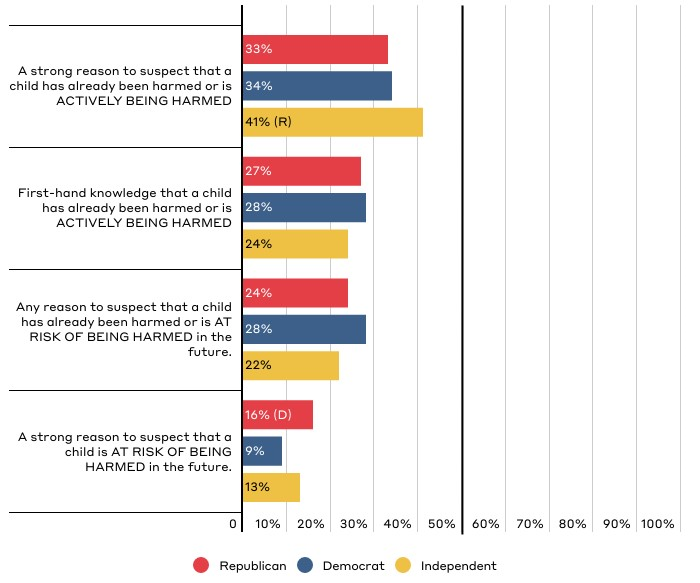 33%
A strong reason to suspect that a
child has already been harmed or is
ACTIVELY BEING HARMED
34%
41% (R)
27%
First-hand knowledge that a child
has already been harmed or is
ACTIVELY BEING HARMED
28%
24%
24%
Any reason to suspect that a child
has already been harmed or is AT
RISK OF BEING HARMED in the
future.
28%
22%
16% (D)
A strong reason to suspect that a
child is AT RISK OF BEING
HARMED in the future.
9%
13%
0 10% 20% 30% 40% 50% 60% 70% 80% 90% 100%
Republican Democrat Independent